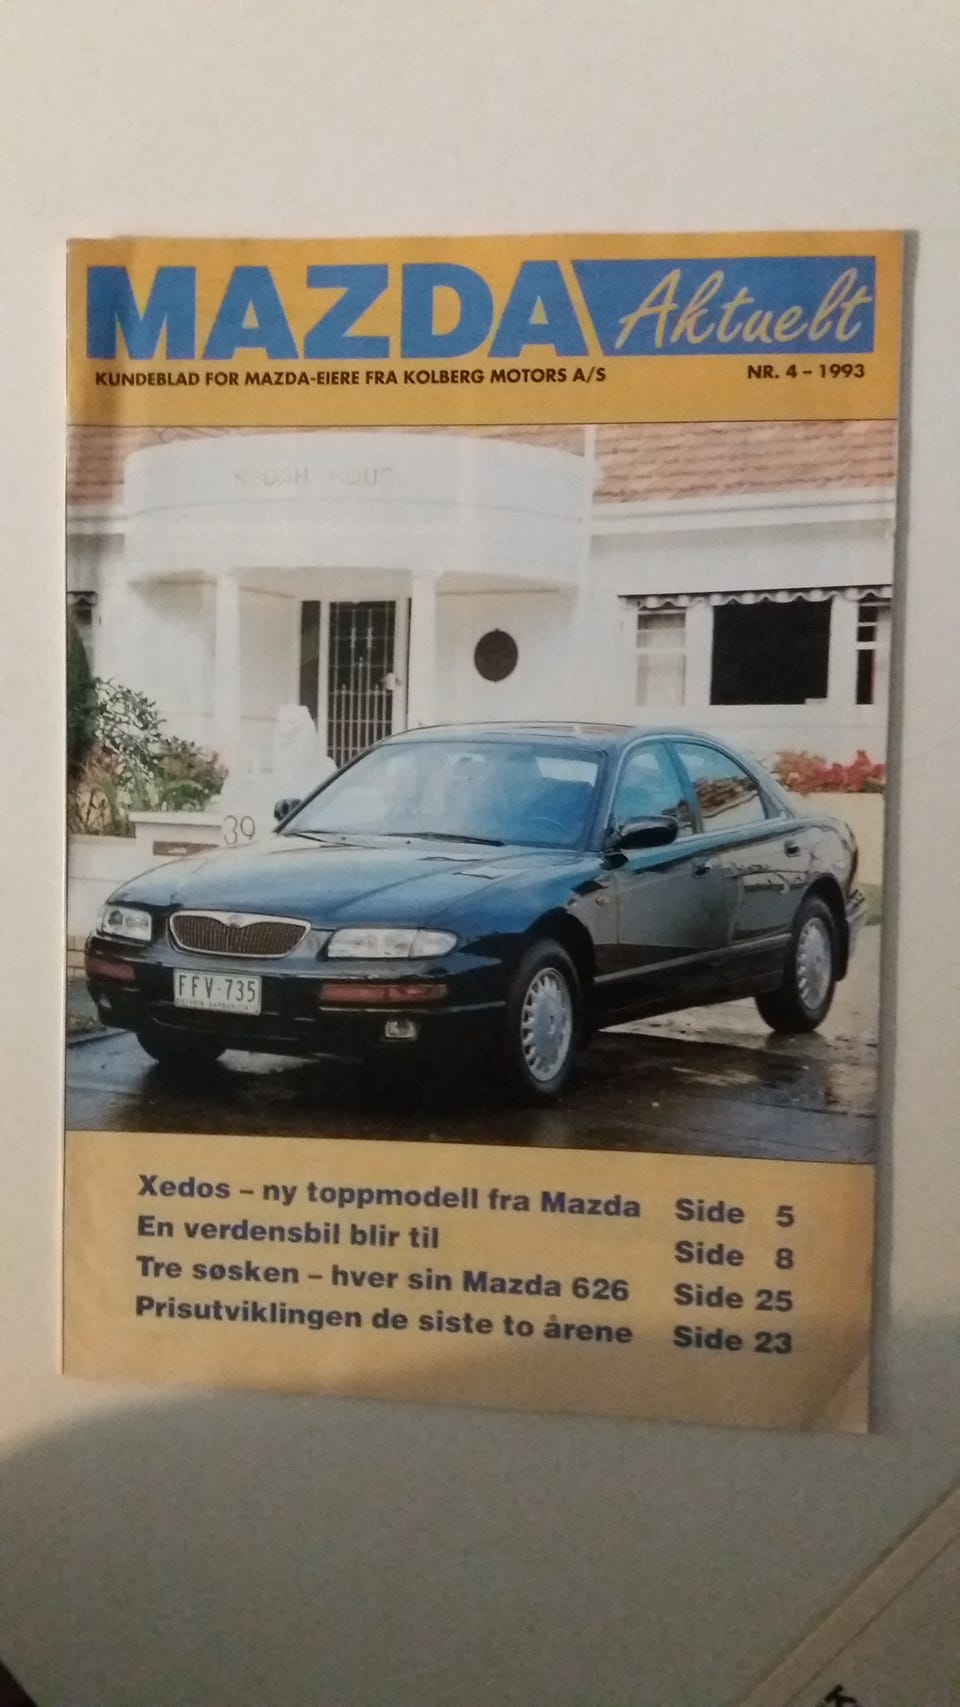 MAZDA Aktuelt
KUNDEBLAD FOR MAZDA-EIERE FRA KOLBERG MOTORS A/S NR. 4 – 1993
39
FFV·735
Xedos – ny toppmodell fra Mazda Side 5
En verdensbil blir til Side 8
Tre søsken – hver sin Mazda 626 Side 25
Prisutviklingen de siste to årene Side 23